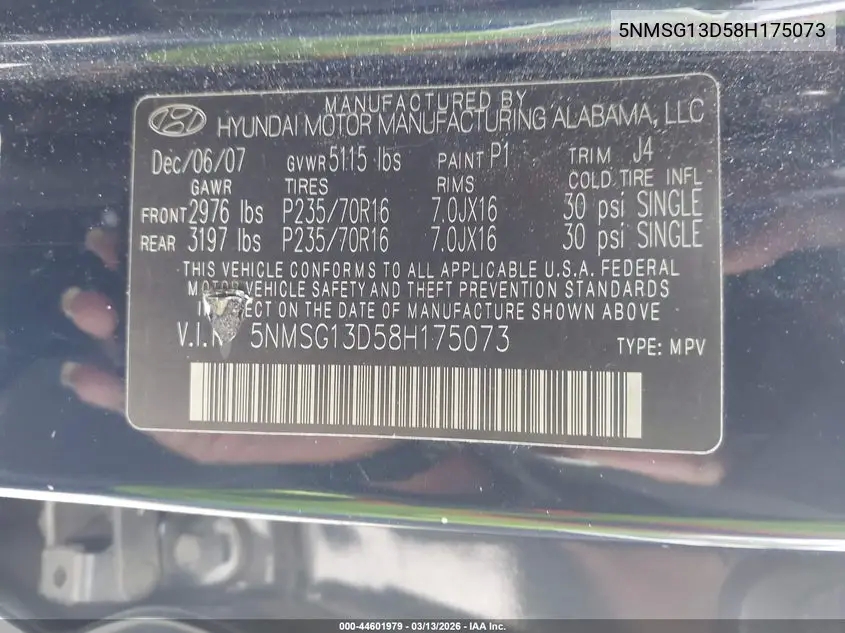 5NMSG13D58H175073
MANUFACTURED BY
HYUNDAI MOTOR MANUFACTURING ALABAMA, LLC
Dec/06/07 GVWR 5115 lbs PAINT P1 TRIM J4
GAWR TIRES RIMS COLD TIRE INFL
FRONT 2976 lbs P235/70R16 7.0JX16 30 psi SINGLE
REAR 3197 lbs P235/70R16 7.0JX16 30 psi SINGLE
THIS VEHICLE CONFORMS TO ALL APPLICABLE U.S.A. FEDERAL
VEHICLE SAFETY AND THEFT PREVENTION STANDARDS
IN EFFECT ON THE DATE OF MANUFACTURE SHOWN ABOVE
V.I.N 5NMSG13D58H175073 TYPE: MPV
000-44601979 - 03/13/2026 - IAA, Inc.